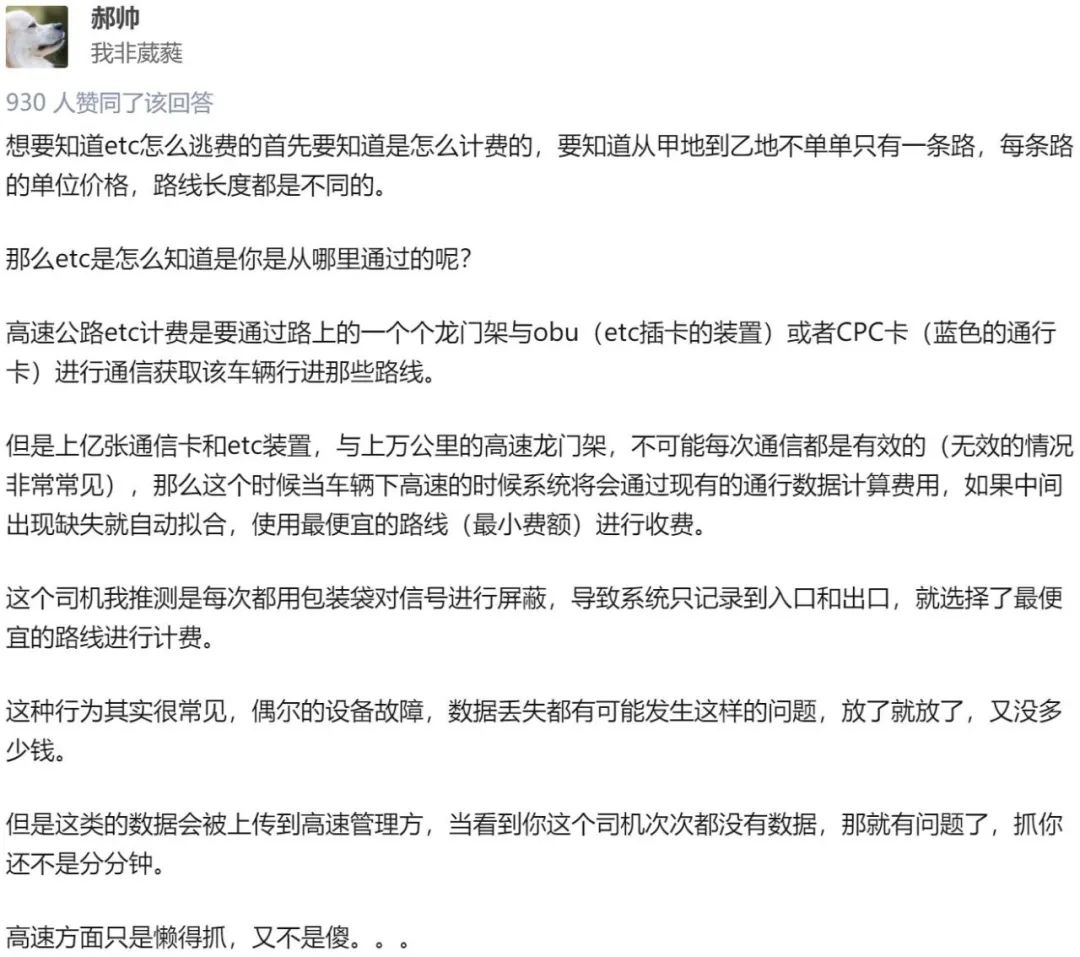 郝帅
我非葳蕤
930 人赞同了该回答
想要知道etc怎么逃费的首先要知道是怎么计费的，要知道从甲地到乙地不单单只有一条路，每条路
的单位价格，路线长度都是不同的。
那么etc是怎么知道是你是从哪里通过的呢？
高速公路etc计费是要通过路上的一个个龙门架与obu（etc插卡的装置）或者CPC卡（蓝色的通行
卡）进行通信获取该车辆行进那些路线。
但是上亿张通信卡和etc装置，与上万公里的高速龙门架，不可能每次通信都是有效的（无效的情况
非常常见），那么这个时候当车辆下高速的时候系统将会通过现有的通行数据计算费用，如果中间
出现缺失就自动拟合，使用最便宜的路线（最小费额）进行收费。
这个司机我推测是每次都用包装袋对信号进行屏蔽，导致系统只记录到入口和出口，就选择了最便
宜的路线进行计费。
这种行为其实很常见，偶尔的设备故障，数据丢失都有可能发生这样的问题，放了就放了，又没多
少钱。
但是这类的数据会被上传到高速管理方，当看到你这个司机次次都没有数据，那就有问题了，抓你
还不是分分钟。
高速方面只是懒得抓，又不是傻。。。